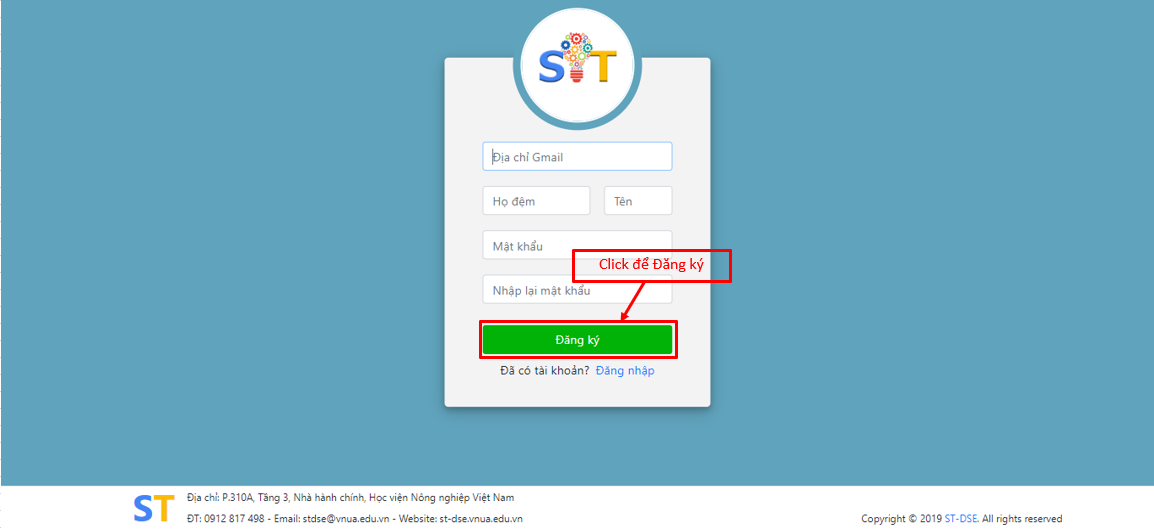 ST
Địa chỉ Gmail
Họ đệm
Tên
Mật khẩu
Click để Đăng ký
Nhập lại mật khẩu
Đăng ký
Đã có tài khoản? Đăng nhập
ST
Địa chỉ: P.310A, Tầng 3, Nhà hành chính, Học viện Nông nghiệp Việt Nam
ĐT: 0912 817 498 - Email: stdse@vnua.edu.vn - Website: st-dse.vnua.edu.vn
Copyright © 2019 ST-DSE. All rights reserved